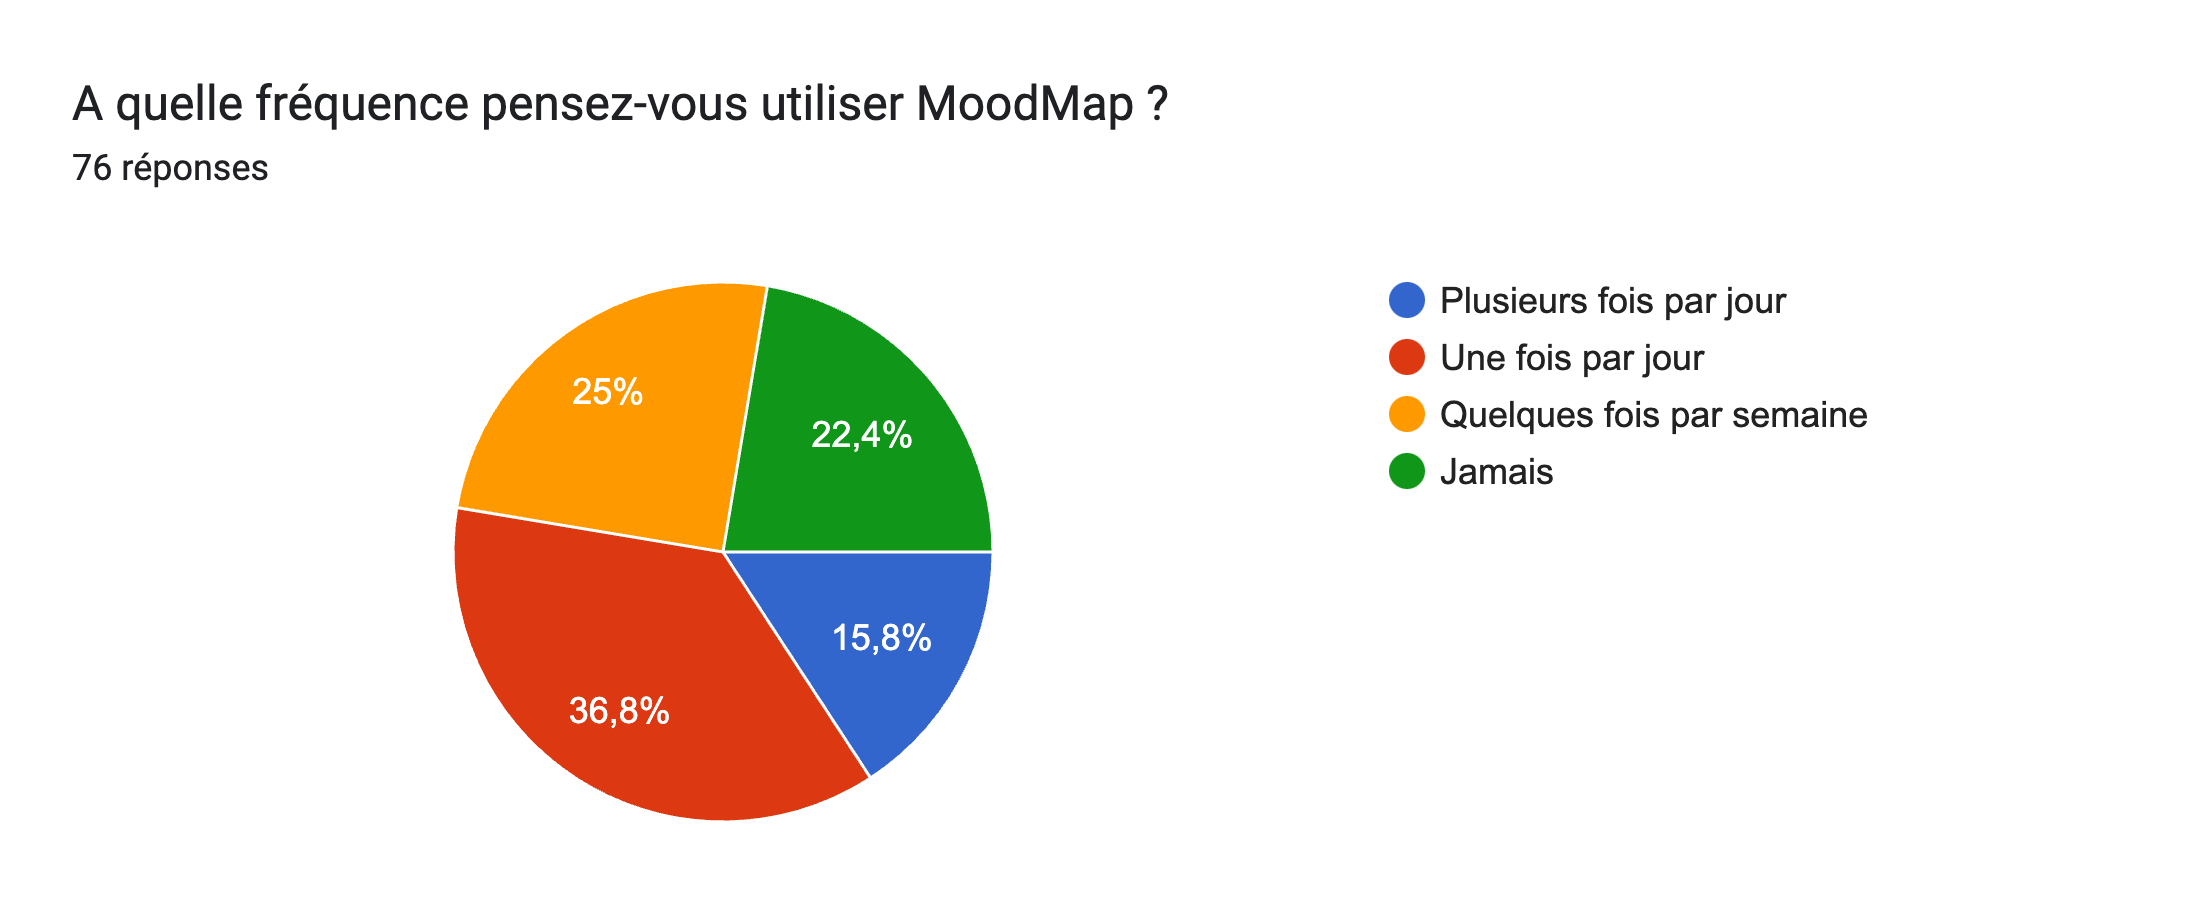 A quelle fréquence pensez-vous utiliser MoodMap ?
76 réponses
Plusieurs fois par jour
Une fois par jour
Quelques fois par semaine
Jamais
25%
22,4%
15,8%
36,8%